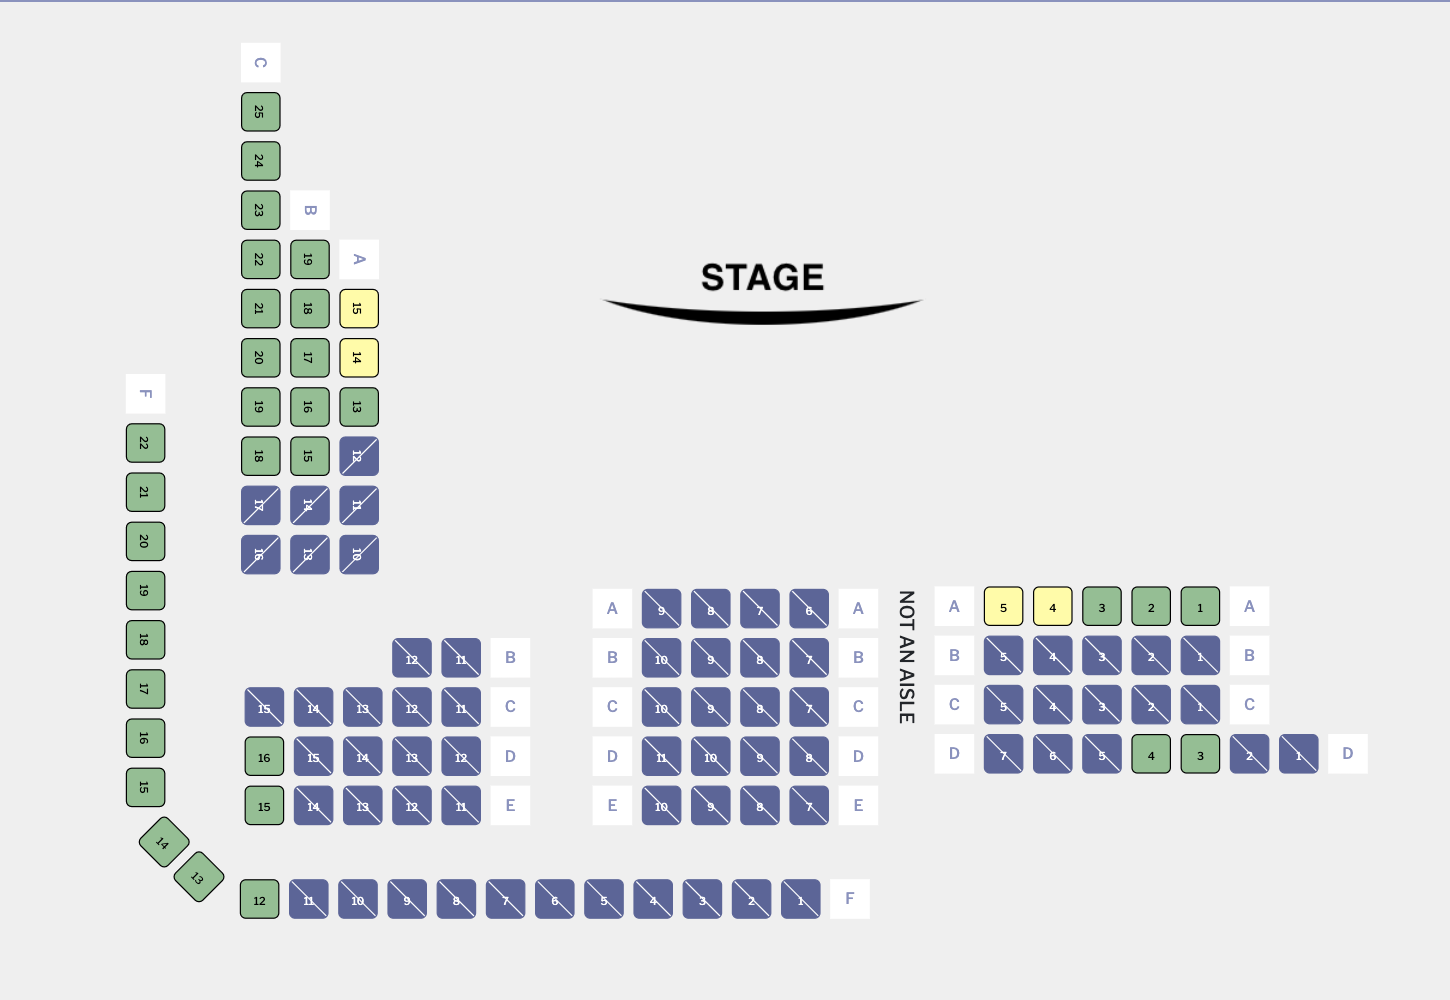 C
25
24
23 B
22 19 A
21 18 15
20 17 14
19 16 13
18 15 12
17 14 11
16 13 10
STAGE
F
22
21
20
19
18
17
16
15
14
13
12 11 B
15 14 13 12 11 C
16 15 14 13 12 D
15 14 13 12 11 E
A 9 8 7 6 A
B 10 9 8 7 B
C 10 9 8 7 C
D 11 10 9 8 D
E 10 9 8 7 E
NOT AN AISLE
A 5 4 3 2 1 A
B 5 4 3 2 1 B
C 5 4 3 2 1 C
D 7 6 5 4 3 2 1 D
12 11 10 9 8 7 6 5 4 3 2 1 F